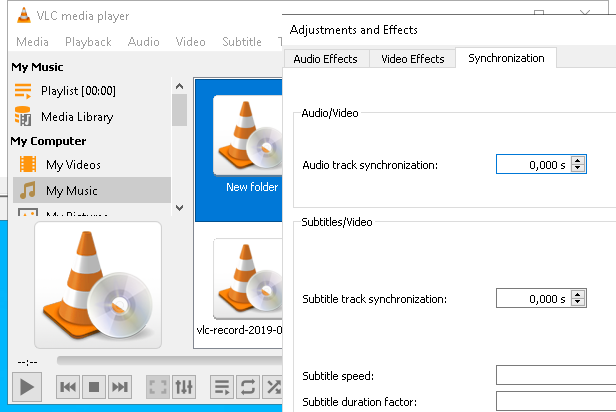 VLC media player
Media Playback Audio Video Subtitle
My Music
Playlist [00:00]
Media Library
My Computer
My Videos
My Music
My Pictures
New folder
vlc-record-2019-0
--:--
Adjustments and Effects
Audio Effects Video Effects Synchronization
Audio/Video
Audio track synchronization: 0,000 s
Subtitles/Video
Subtitle track synchronization: 0,000 s
Subtitle speed:
Subtitle duration factor: